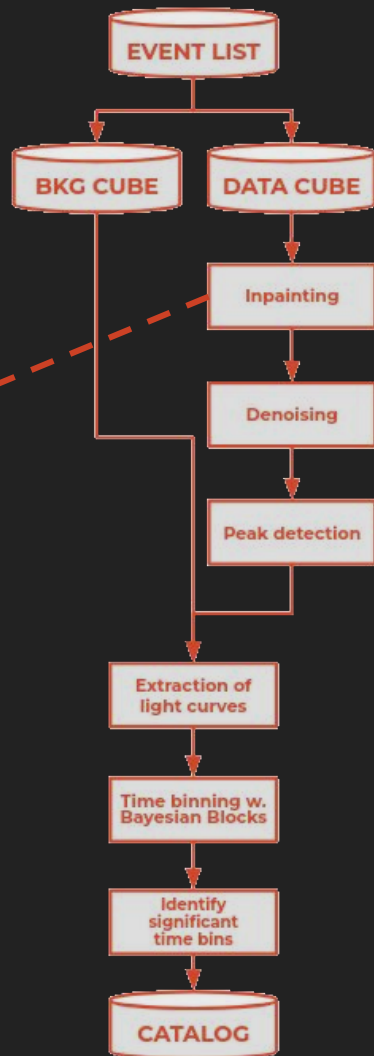 EVENT LIST
BKG CUBE
DATA CUBE
Inpainting
Denoising
Peak detection
Extraction of
light curves
Time binning w.
Bayesian Blocks
Identify
significant
time bins
CATALOG